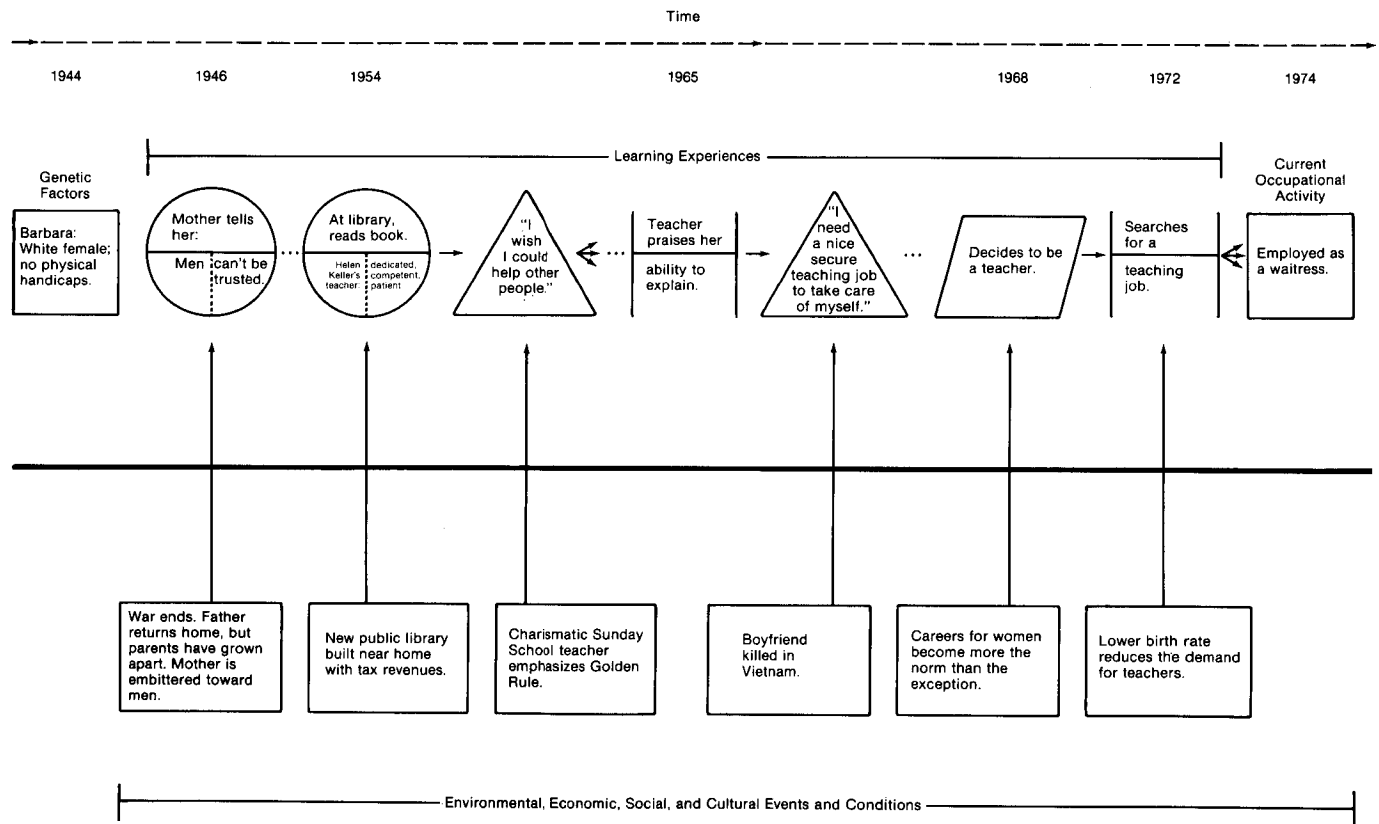 Time
1944
1946
1954
1965
1968
1972
1974
Learning Experiences
Genetic
Factors
Current
Occupational
Activity
Barbara:
White female;
no physical
handicaps.
Mother tells
her:
Men can't be
trusted.
At library,
reads book.
Helen
Keller's
teacher:
dedicated,
competent,
patient
"I
wish
I could
help other
people."
Teacher
praises her
ability to
explain.
"I
need
a nice
secure
teaching job
to take care
of myself."
Decides to be
a teacher.
Searches
for a
teaching
job.
Employed as
a waitress.
War ends. Father
returns home, but
parents have grown
apart. Mother is
embittered toward
men.
New public library
built near home
with tax revenues.
Charismatic Sunday
School teacher
emphasizes Golden
Rule.
Boyfriend
killed in
Vietnam.
Careers for women
become more the
norm than the
exception.
Lower birth rate
reduces the demand
for teachers.
Environmental, Economic, Social, and Cultural Events and Conditions